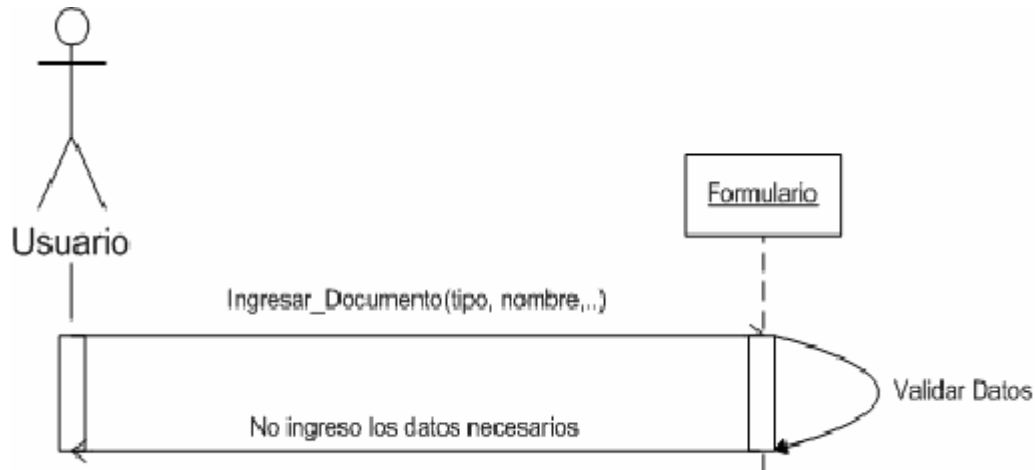 Formulario
Usuario
Ingresar_Documento(tipo, nombre,..)
Validar Datos
No ingreso los datos necesarios